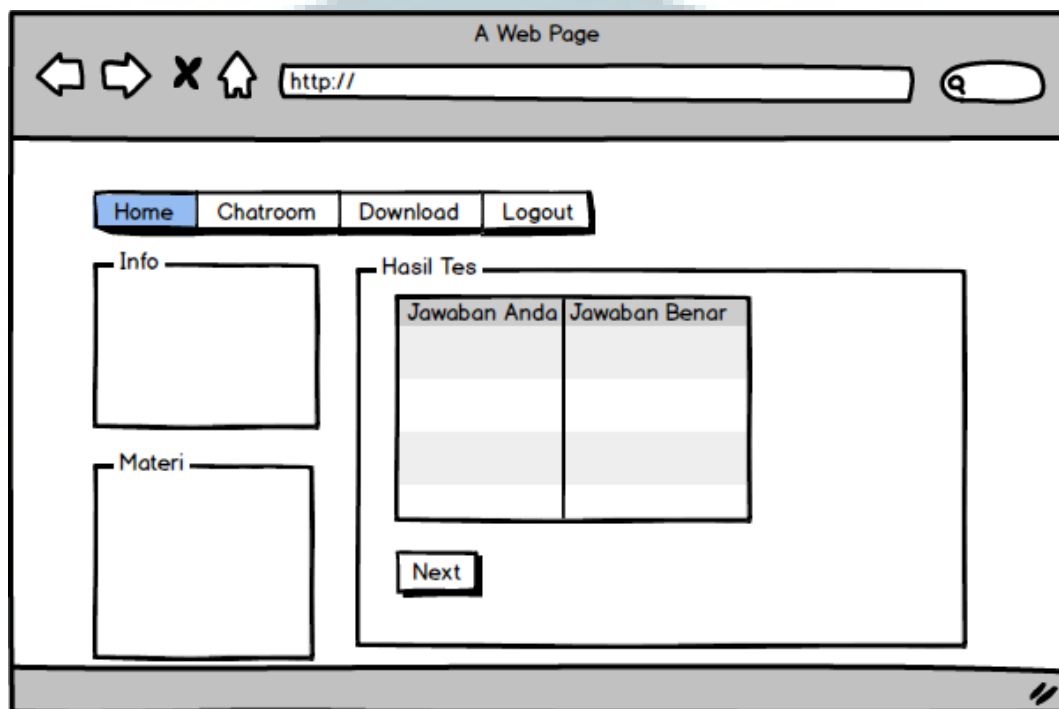 A Web Page
http://
Home Chatroom Download Logout
Info
Hasil Tes
Jawaban Anda Jawaban Benar
Materi
Next